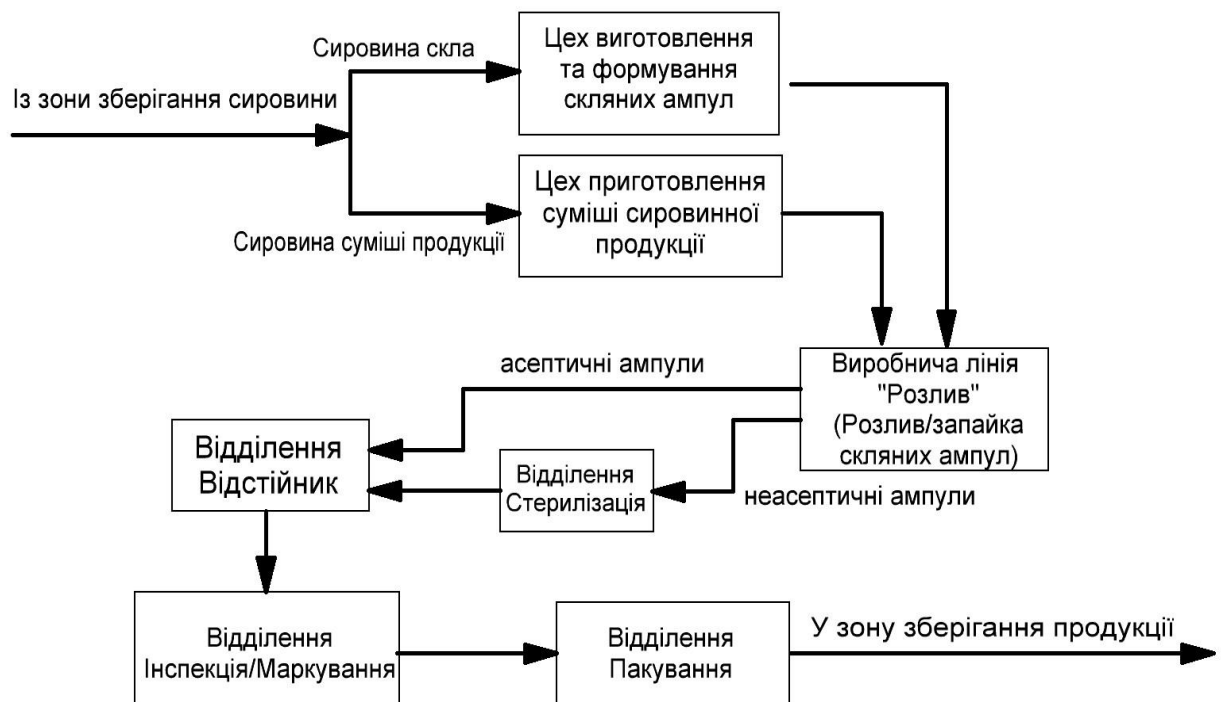 Із зони зберігання сировини
Сировина скла
Цех виготовлення
та формування
скляних ампул
Сировина суміші продукції
Цех приготовлення
суміші сировинної
продукції
Виробнича лінія
"Розлив"
(Розлив/запайка
скляних ампул)
асептичні ампули
неасептичні ампули
Відділення
Стерилізація
Відділення
Відстійник
Відділення
Інспекція/Маркування
Відділення
Пакування
У зону зберігання продукції